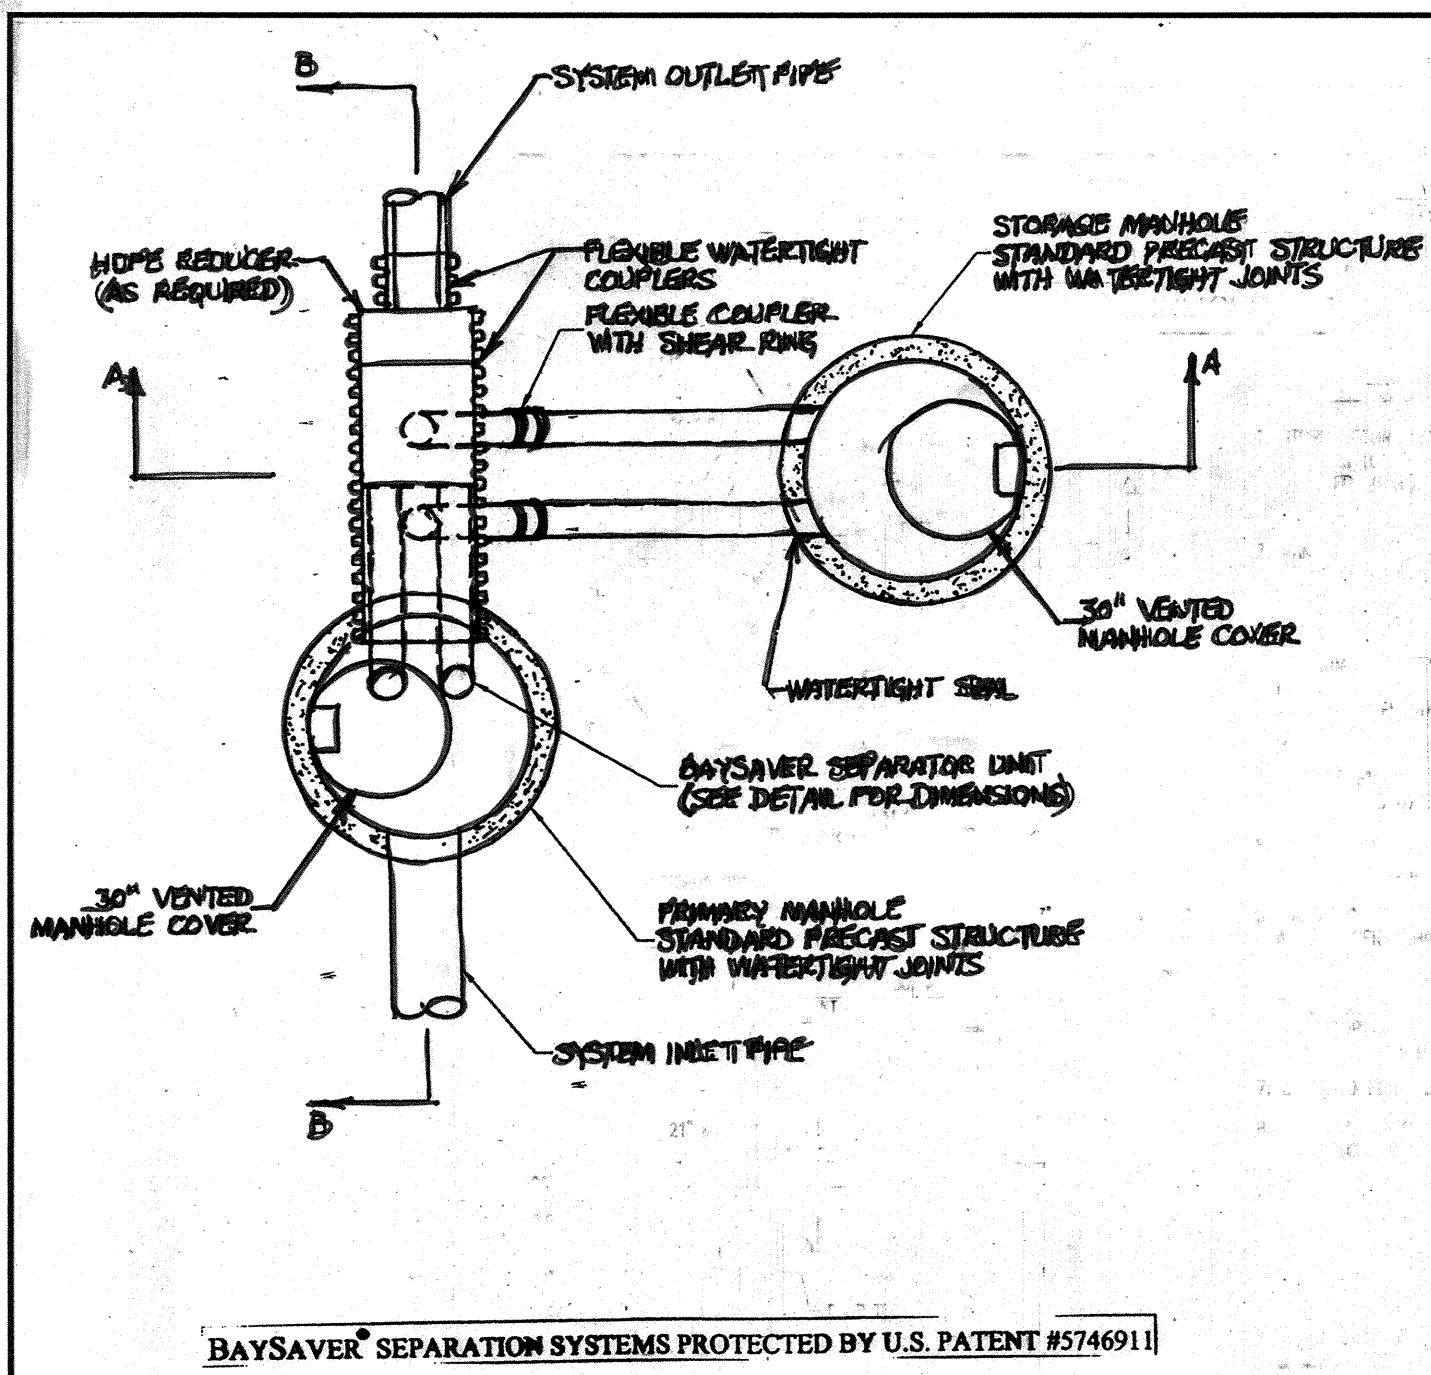 B
SYSTEM OUTLET PIPE
HDPE REDUCER
(AS REQUIRED)
FLEXIBLE WATERTIGHT
COUPLERS
FLEXIBLE COUPLER
WITH SHEAR RING
STORAGE MANHOLE
STANDARD PRECAST STRUCTURE
WITH WATERTIGHT JOINTS
A
A
30" VENTED
MANHOLE COVER
WATERTIGHT SEAL
BAYSAVER SEPARATOR UNIT
(SEE DETAIL FOR DIMENSIONS)
30" VENTED
MANHOLE COVER
PRIMARY MANHOLE
STANDARD PRECAST STRUCTURE
WITH WATERTIGHT JOINTS
SYSTEM INLET PIPE
B
21"
BAYSAVER® SEPARATION SYSTEMS PROTECTED BY U.S. PATENT #5746911